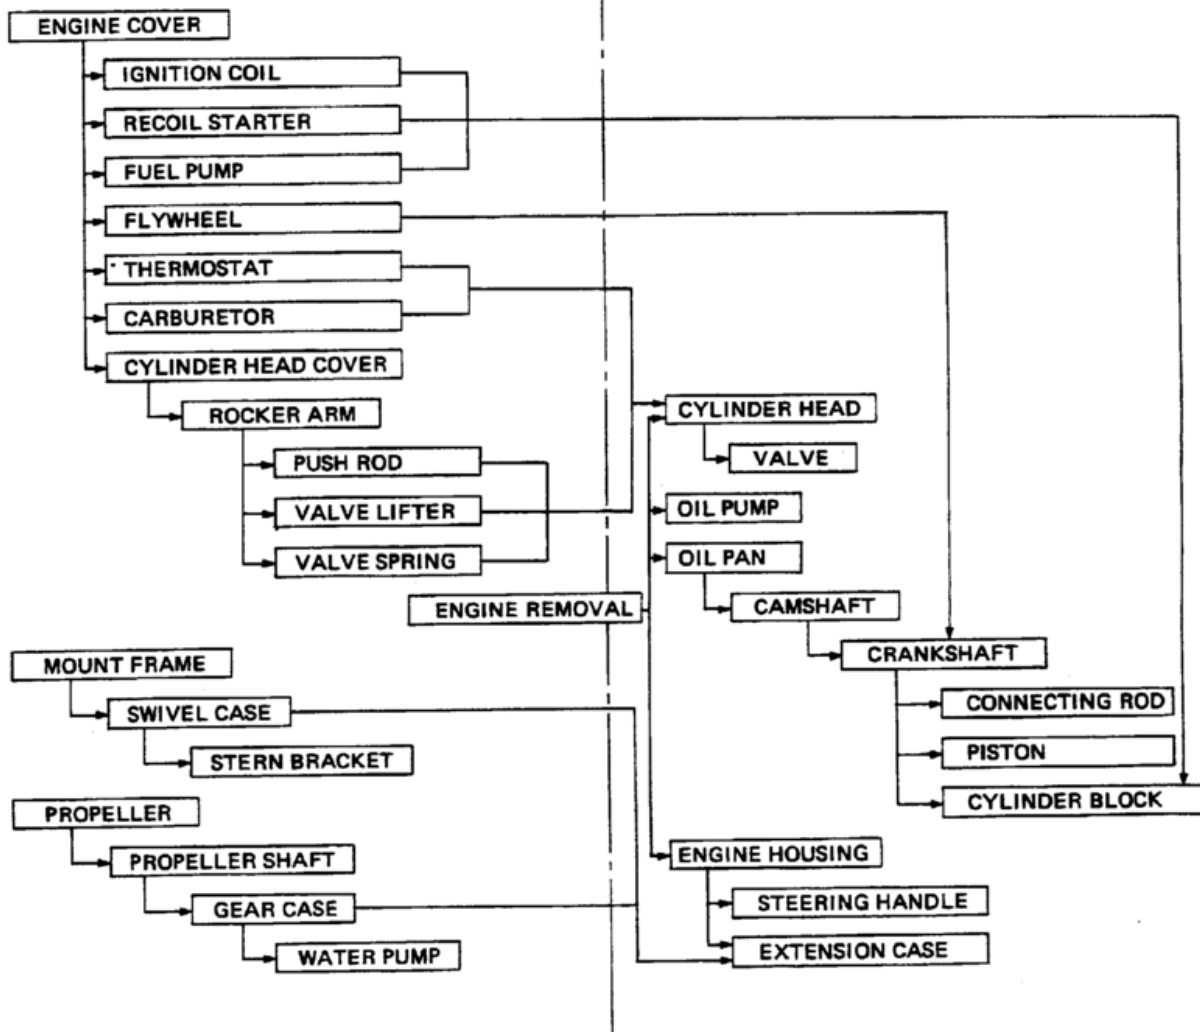 ENGINE COVER
IGNITION COIL
RECOIL STARTER
FUEL PUMP
FLYWHEEL
THERMOSTAT
CARBURETOR
CYLINDER HEAD COVER
ROCKER ARM
PUSH ROD
VALVE LIFTER
VALVE SPRING
ENGINE REMOVAL
CYLINDER HEAD
VALVE
OIL PUMP
OIL PAN
CAMSHAFT
CRANKSHAFT
CONNECTING ROD
PISTON
CYLINDER BLOCK
MOUNT FRAME
SWIVEL CASE
STERN BRACKET
PROPELLER
PROPELLER SHAFT
GEAR CASE
WATER PUMP
ENGINE HOUSING
STEERING HANDLE
EXTENSION CASE